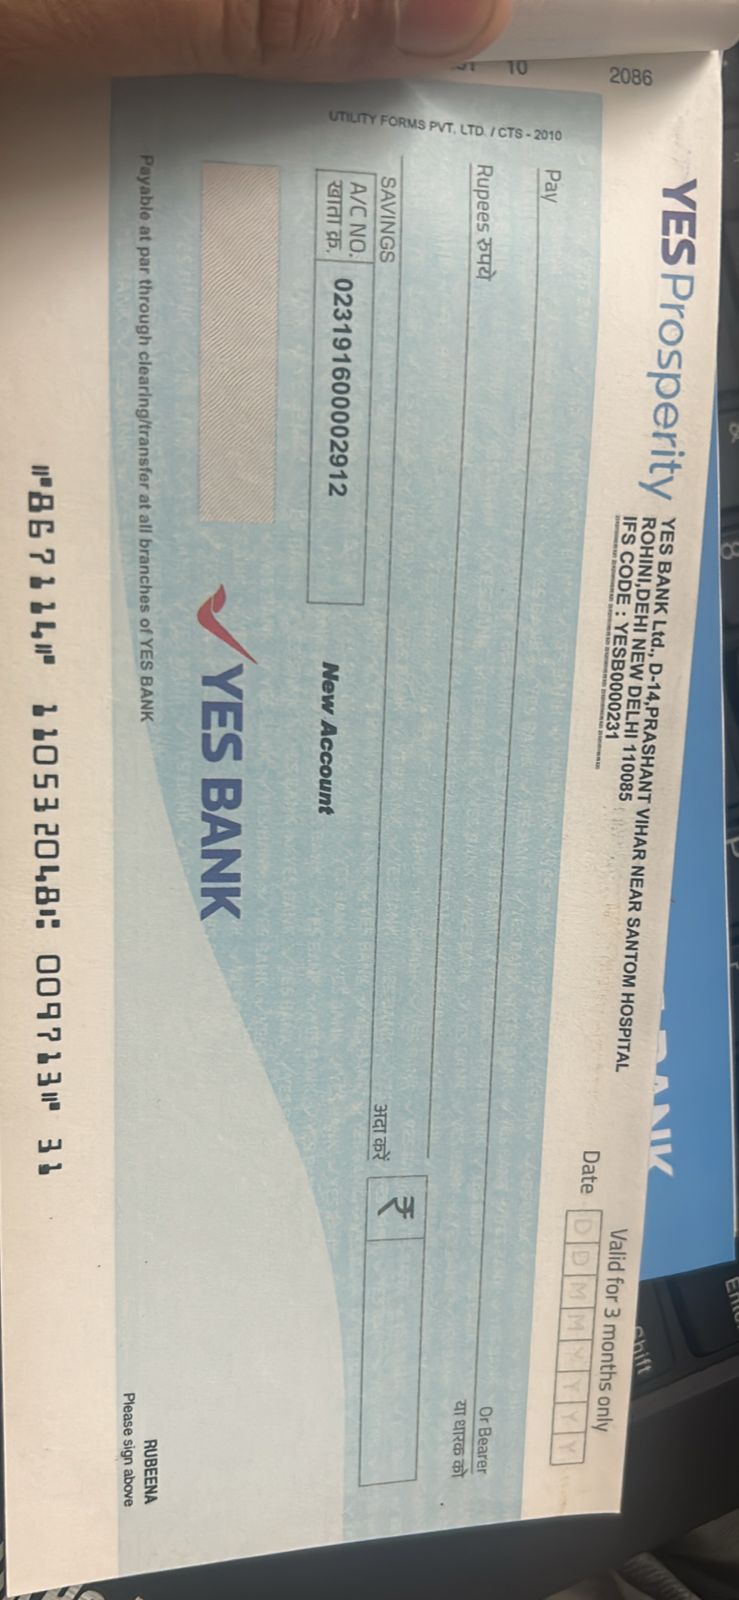 10 2086
YES Prosperity
YES BANK Ltd., D-14,PRASHANT VIHAR NEAR SANTOM HOSPITAL
ROHINI,DEHI NEW DELHI 110085
IFS CODE : YESB0000231
BANK
Valid for 3 months only
Date D D M M Y Y Y Y
Pay
Or Bearer
या धारक को
Rupees रुपये
अदा करें
₹
UTILITY FORMS PVT. LTD. / CTS - 2010
SAVINGS
A/C NO.
खाता क्र.
023191600002912
New Account
YES BANK
RUBEENA
Please sign above
Payable at par through clearing/transfer at all branches of YES BANK
⑈867114⑈ 110532048⑆ 009713⑈ 31
Shift